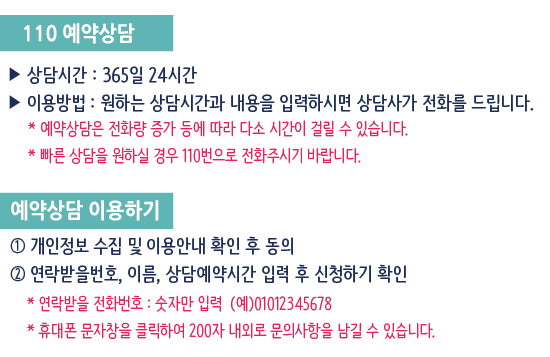 110 예약상담
▶ 상담시간 : 365일 24시간
▶ 이용방법 : 원하는 상담시간과 내용을 입력하시면 상담사가 전화를 드립니다.
* 예약상담은 전화량 증가 등에 따라 다소 시간이 걸릴 수 있습니다.
* 빠른 상담을 원하실 경우 110번으로 전화주시기 바랍니다.
예약상담 이용하기
① 개인정보 수집 및 이용안내 확인 후 동의
② 연락받을번호, 이름, 상담예약시간 입력 후 신청하기 확인
* 연락받을 전화번호 : 숫자만 입력 (예)01012345678
* 휴대폰 문자창을 클릭하여 200자 내외로 문의사항을 남길 수 있습니다.